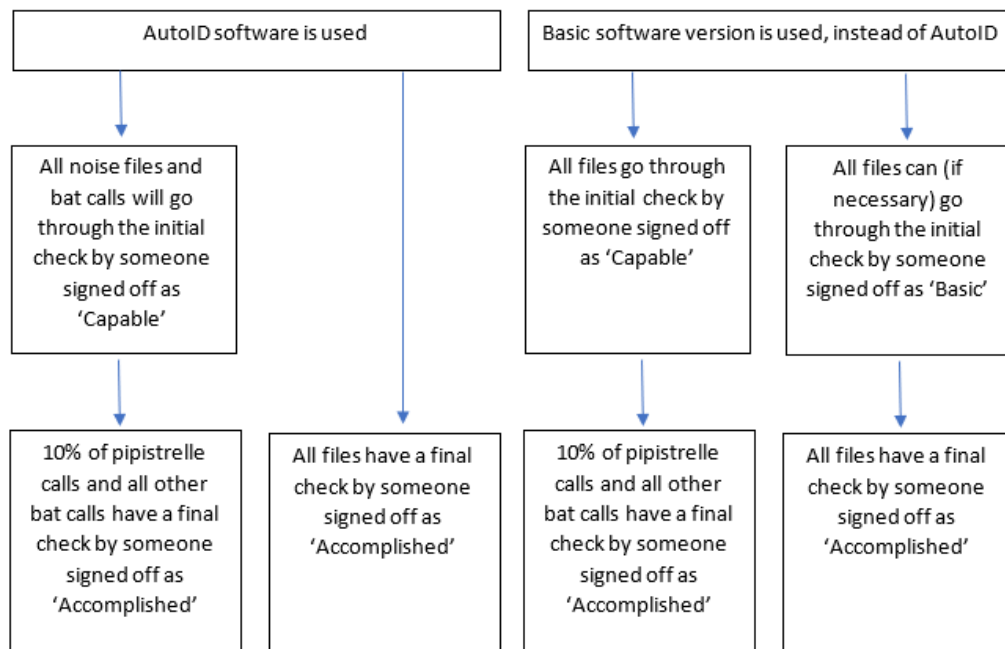 AutoID software is used
Basic software version is used, instead of AutoID
All noise files and
bat calls will go
through the initial
check by someone
signed off as
‘Capable’
All files go through
the initial check by
someone signed off
as ‘Capable’
All files can (if
necessary) go
through the initial
check by someone
signed off as ‘Basic’
10% of pipistrelle
calls and all other
bat calls have a final
check by someone
signed off as
‘Accomplished’
All files have a final
check by someone
signed off as
‘Accomplished’
10% of pipistrelle
calls and all other
bat calls have a final
check by someone
signed off as
‘Accomplished’
All files have a final
check by someone
signed off as
‘Accomplished’